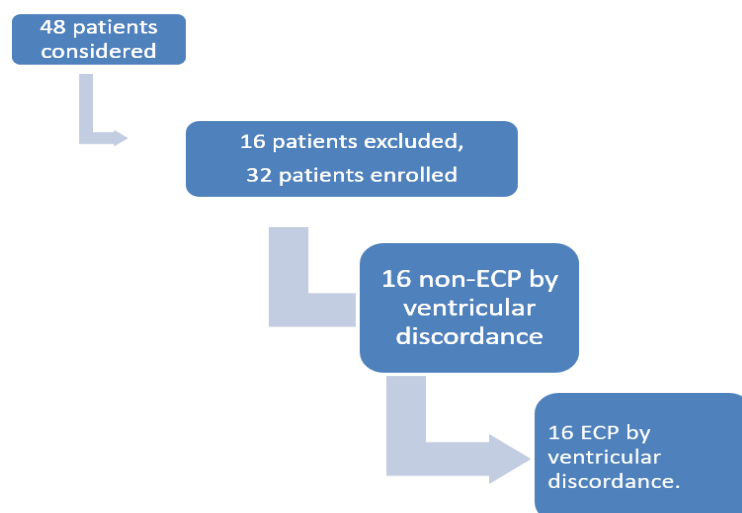 48 patients
considered
16 patients excluded,
32 patients enrolled
16 non-ECP by
ventricular
discordance
16 ECP by
ventricular
discordance.